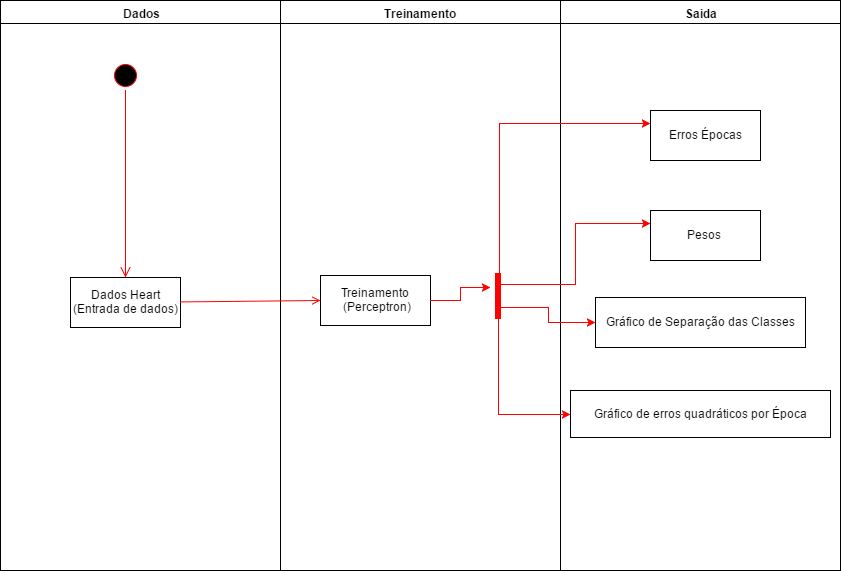 Dados
Treinamento
Saida
Erros Épocas
Pesos
Dados Heart
(Entrada de dados)
Treinamento
(Perceptron)
Gráfico de Separação das Classes
Gráfico de erros quadráticos por Época